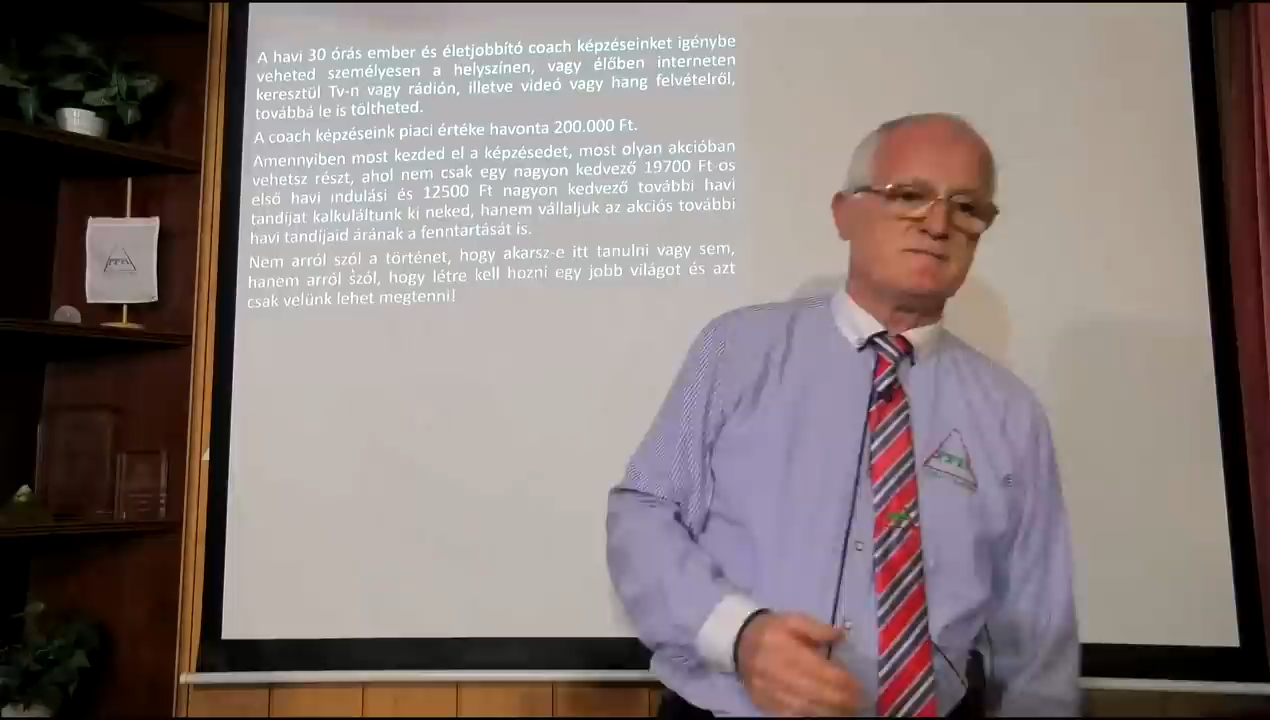 A havi 30 órás ember és életjobbító coach képzéseinket igénybe
veheted személyesen a helyszínen, vagy élőben interneten
keresztül Tv-n vagy rádión, illetve videó vagy hang felvételről,
továbbá le is töltheted.
A coach képzéseink piaci értéke havonta 200.000 Ft.
Amennyiben most kezded el a képzésedet, most olyan akcióban
vehetsz részt, ahol nem csak egy nagyon kedvező 19700 Ft-os
első havi indulási és 12500 Ft nagyon kedvező további havi
tandíjat kalkuláltunk ki neked, hanem vállaljuk az akciós további
havi tandíjaid árának a fenntartását is.
Nem arról szól a történet, hogy akarsz-e itt tanulni vagy sem,
hanem arról szól, hogy létre kell hozni egy jobb világot és azt
csak velünk lehet megtenni!